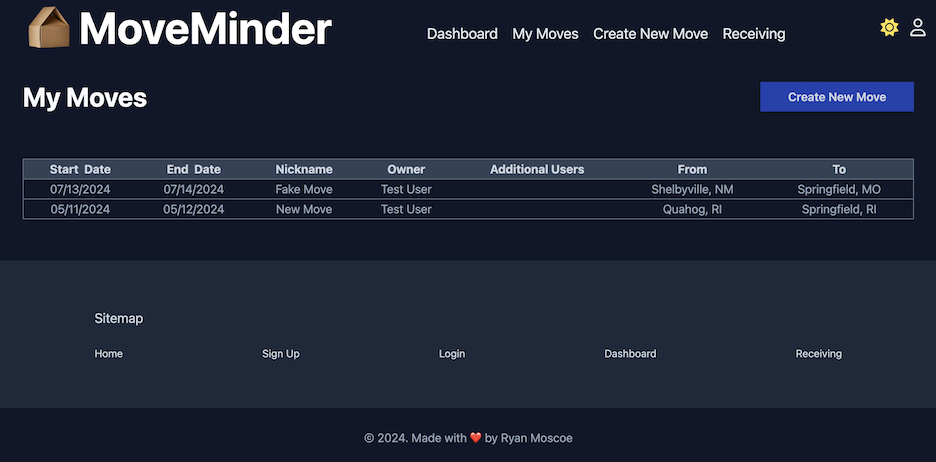 MoveMinder
Dashboard My Moves Create New Move Receiving
My Moves
Create New Move
Start Date End Date Nickname Owner Additional Users From To
07/13/2024 07/14/2024 Fake Move Test User Shelbyville, NM Springfield, MO
05/11/2024 05/12/2024 New Move Test User Quahog, RI Springfield, RI
Sitemap
Home Sign Up Login Dashboard Receiving
© 2024. Made with ❤️ by Ryan Moscoe